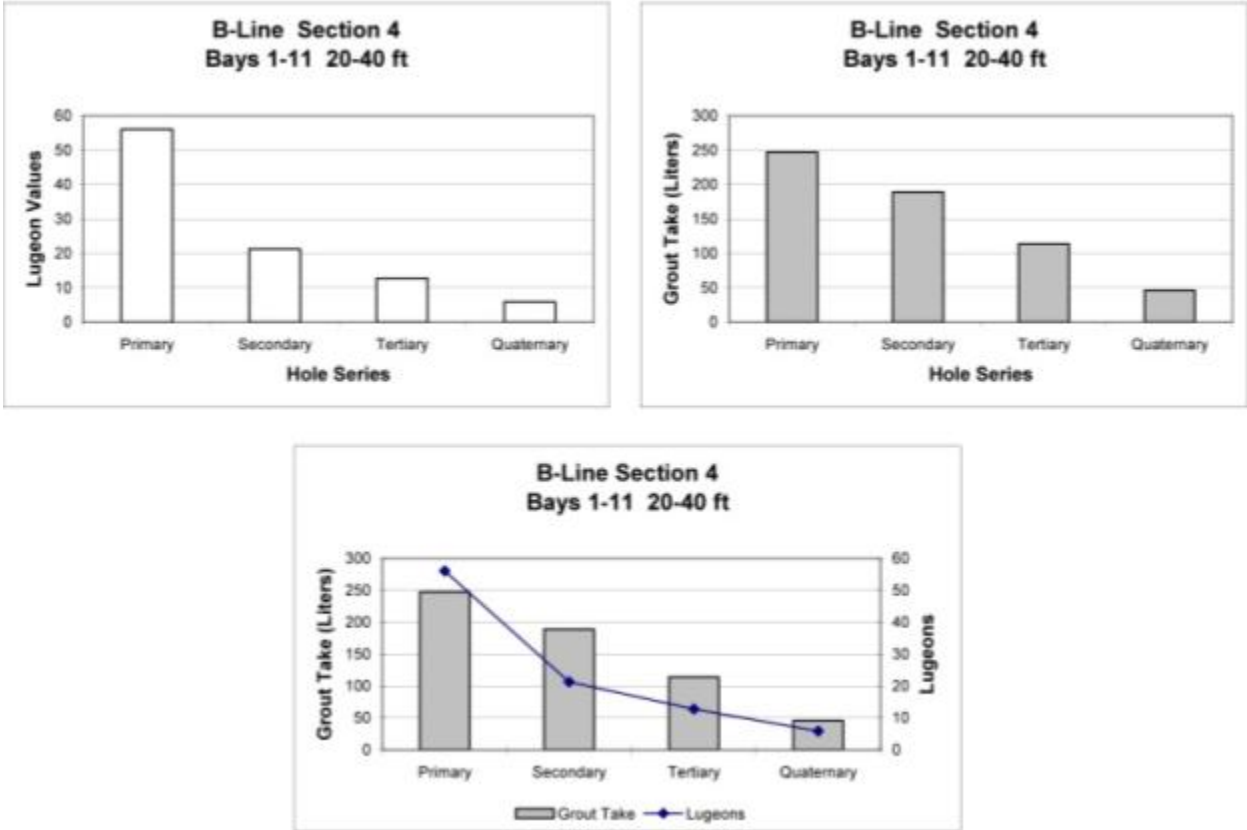 B-Line Section 4
Bays 1-11 20-40 ft
Lugeon Values
60
50
40
30
20
10
0
Primary Secondary Tertiary Quaternary
Hole Series
B-Line Section 4
Bays 1-11 20-40 ft
Grout Take (Liters)
300
250
200
150
100
50
0
Primary Secondary Tertiary Quaternary
Hole Series
B-Line Section 4
Bays 1-11 20-40 ft
Grout Take (Liters)
300
250
200
150
100
50
0
60
50
40
30
20
10
0
Lugeons
Primary Secondary Tertiary Quaternary
Grout Take Lugeons